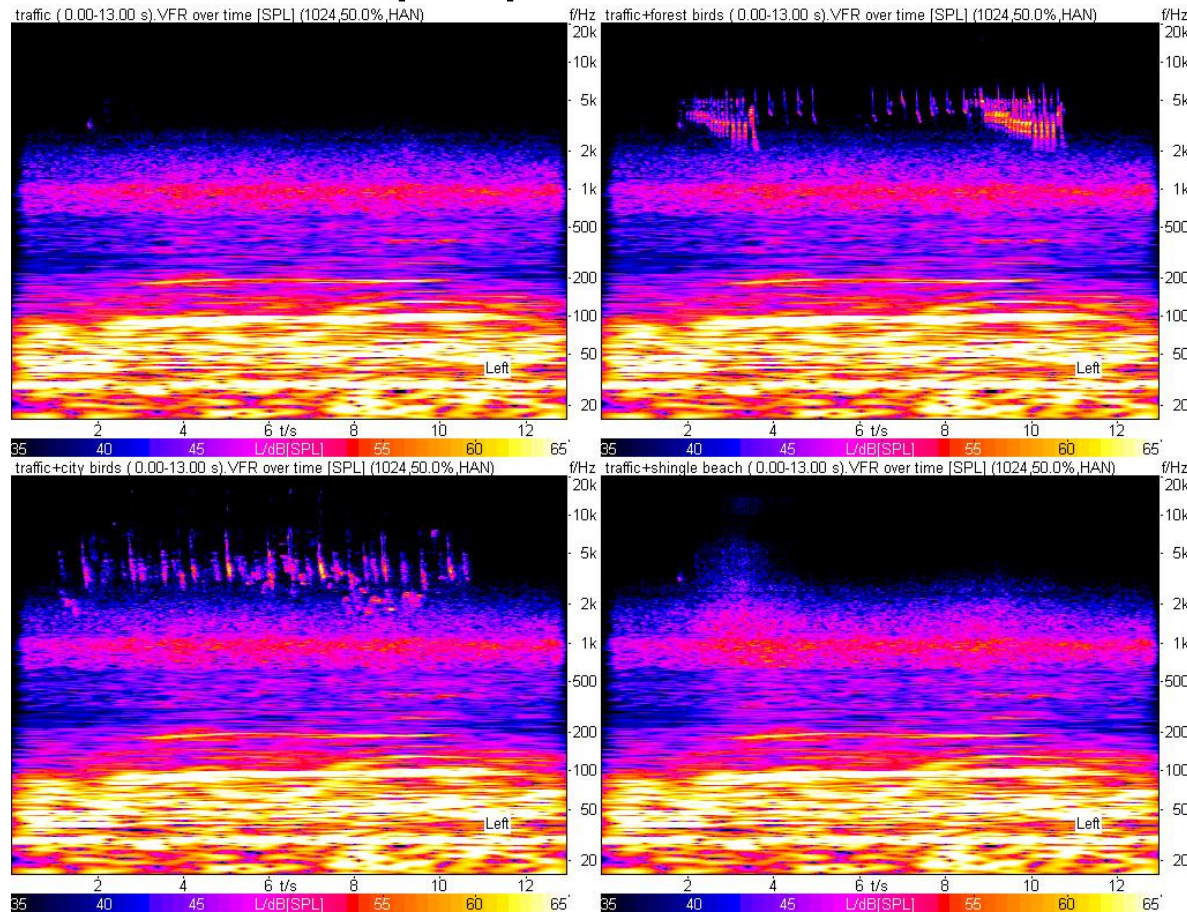 traffic ( 0.00-13.00 s).VFR over time [SPL] (1024,50.0%,HAN) f/Hz
20k
10k
5k
2k
1k
500
200
100
50
20
Left
2 4 6 t/s 8 10 12
35 40 45 L/dB[SPL] 55 60 65
traffic+forest birds ( 0.00-13.00 s).VFR over time [SPL] (1024,50.0%,HAN) f/Hz
20k
10k
5k
2k
1k
500
200
100
50
20
Left
2 4 6 t/s 8 10 12
35 40 45 L/dB[SPL] 55 60 65
traffic+city birds ( 0.00-13.00 s).VFR over time [SPL] (1024,50.0%,HAN) f/Hz
20k
10k
5k
2k
1k
500
200
100
50
20
Left
2 4 6 t/s 8 10 12
35 40 45 L/dB[SPL] 55 60 65
traffic+shingle beach ( 0.00-13.00 s).VFR over time [SPL] (1024,50.0%,HAN) f/Hz
20k
10k
5k
2k
1k
500
200
100
50
20
Left
2 4 6 t/s 8 10 12
35 40 45 L/dB[SPL] 55 60 65